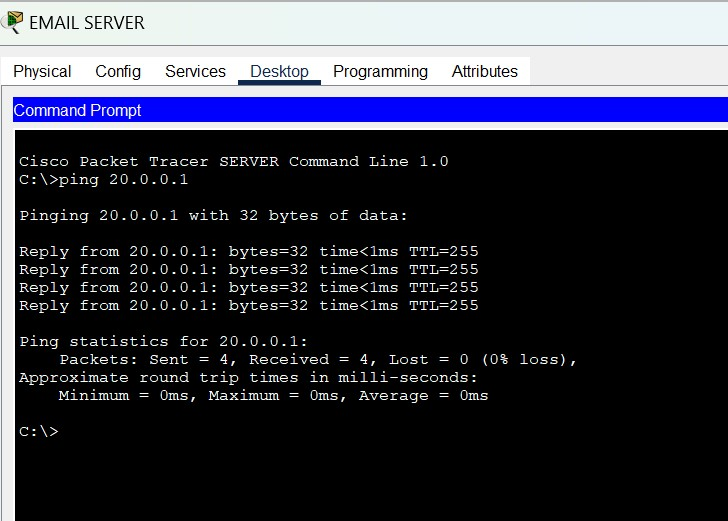 EMAIL SERVER
Physical Config Services Desktop Programming Attributes
Command Prompt
Cisco Packet Tracer SERVER Command Line 1.0
C:\>ping 20.0.0.1
Pinging 20.0.0.1 with 32 bytes of data:
Reply from 20.0.0.1: bytes=32 time<1ms TTL=255
Reply from 20.0.0.1: bytes=32 time<1ms TTL=255
Reply from 20.0.0.1: bytes=32 time<1ms TTL=255
Reply from 20.0.0.1: bytes=32 time<1ms TTL=255
Ping statistics for 20.0.0.1:
Packets: Sent = 4, Received = 4, Lost = 0 (0% loss),
Approximate round trip times in milli-seconds:
Minimum = 0ms, Maximum = 0ms, Average = 0ms
C:\>